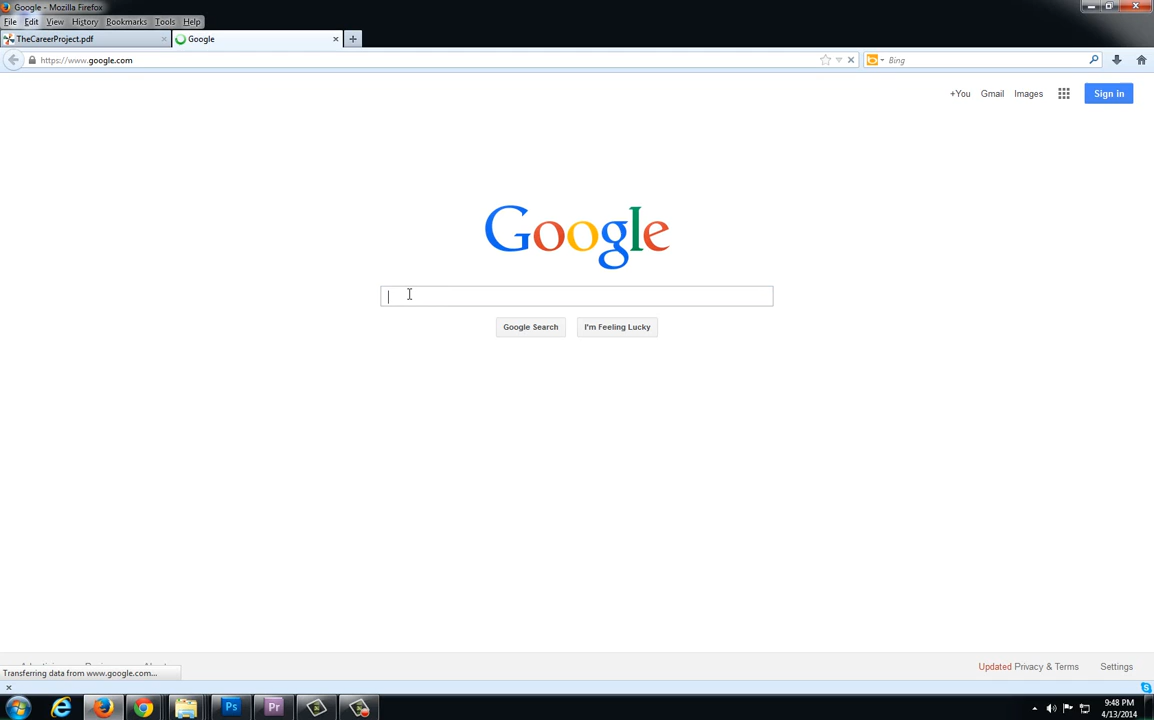 Google - Mozilla Firefox
File Edit View History Bookmarks Tools Help
TheCareerProject.pdf
Google
https://www.google.com
Bing
+You Gmail Images Sign in
Google
Google Search
I'm Feeling Lucky
Updated Privacy & Terms Settings
Transferring data from www.google.com...
Ps
Pr
9:48 PM
4/13/2014